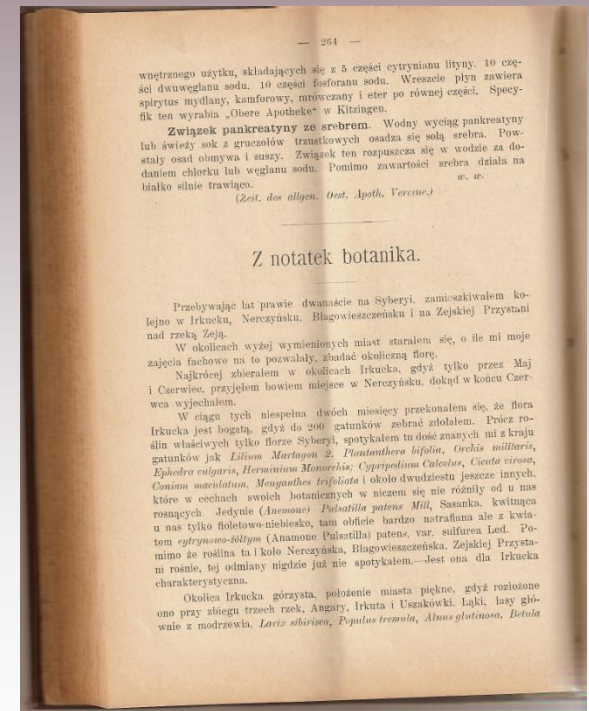 — 264 —
wnętrznego użytku, składających się z 5 części cytrynianu lityny. 10 czę-
ści dwuwęglanu sodu. 10 części fosforanu sodu. Wreszcie płyn zawiera
spirytus mydlany, kamforowy, mrówczany i eter po równej części. Specy-
fik ten wyrabia „Obere Apotheke" w Kitzingen.
Związek pankreatyny ze srebrem. Wodny wyciąg pankreatyny
lub świeży sok z gruczołów trzustkowych osadza się solą srebra. Pow-
stały osad obmywa i suszy. Związek ten rozpuszcza się w wodzie za do-
daniem chlorku lub węglanu sodu. Pomimo zawartości srebra działa na
białko silnie trawiąco. w. w.
(Zeit. des allgen. Oest. Apoth. Vereine.)
Z notatek botanika.
Przebywając lat prawie dwanaście na Syberyi, zamieszkiwałem ko-
lejno w Irkucku, Nerczyńsku, Błagowieszczeńsku i na Zejskiej Przystani
nad rzeką Zeją.
W okolicach wyżej wymienionych miast starałem się, o ile mi moje
zajęcia fachowe na to pozwalały, zbadać okoliczną florę.
Najkrócej zbierałem w okolicach Irkucka, gdyż tylko przez Maj
i Czerwiec, przyjęłem bowiem miejsce w Nerczyńsku, dokąd w końcu Czer-
wca wyjechałem.
W ciągu tych niespełna dwóch miesięcy przekonałem się, że flora
Irkucka jest bogatą, gdyż do 200 gatunków zebrać zdołałem. Prócz ro-
ślin właściwych tylko florze Syberyi, spotykałem tu dość znanych mi z kraju
gatunków jak Lilium Martagon 2. Plantanthera bifolia, Orchis militaris,
Ephedra vulgaris, Herminium Monorchis; Cypripedium Calcolus, Cicuta virosa,
Conium maculatum, Menyanthes trifoliata i około dwudziestu jeszcze innych,
które w cechach swoich botanicznych w niczem się nie różniły od u nas
rosnących. Jedynie (Anemone) Pulsatilla patens Mill, Sasanka, kwitnąca
u nas tylko fioletowo-niebiesko, tam obficie bardzo natrafiana ale z kwia-
tem cytrynowo-żółtym (Anamone Pulsatilla) patens, var. sulfurea Led. Po-
mimo że roślina ta i koło Nerczyńska, Błagowieszczeńska, Zejskiej Przysta-
ni rośnie, tej odmiany nigdzie już nie spotykałem.—Jest ona dla Irkucka
charakterystyczna.
Okolica Irkucka górzysta, położenie miasta piękne, gdyż rozłożone
ono przy zbiegu trzech rzek, Angary, Irkuta i Uszakówki. Łąki, lasy głó-
wnie z modrzewia, Larix sibirisca, Populus tremula, Alnus glutinosa, Betula